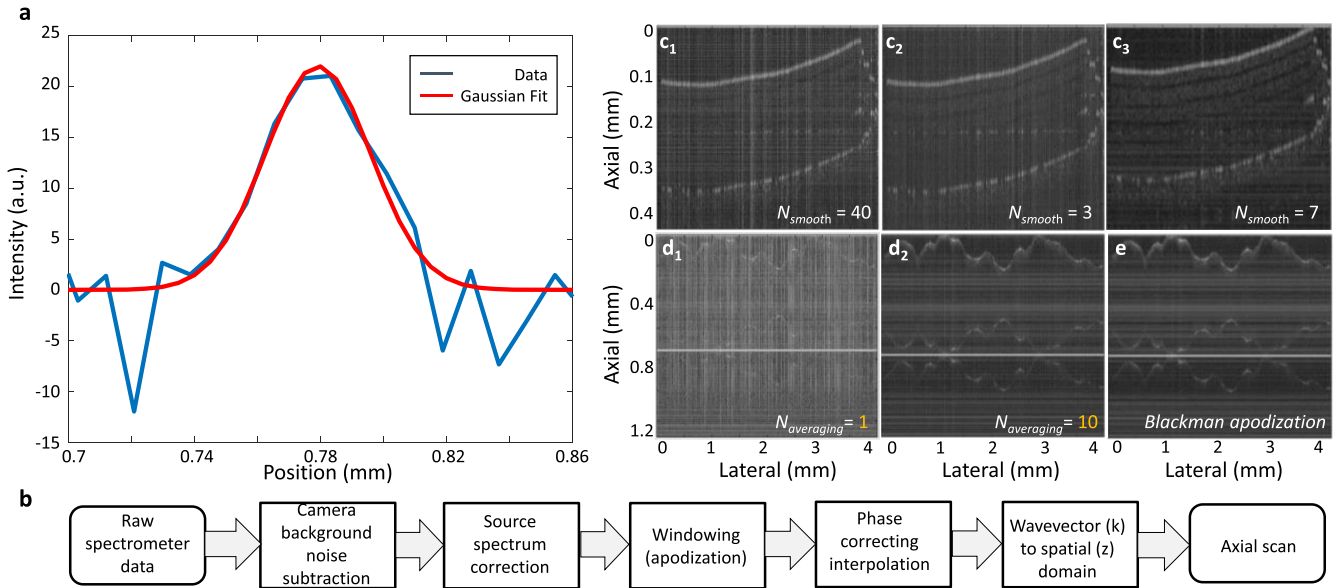 a
25
20
15
10
5
0
-5
-10
-15
0.7
0.74
0.78
0.82
0.86
Intensity (a.u.)
Position (mm)
Data
Gaussian Fit
c1
c2
c3
0
0.1
0.2
0.3
0.4
Axial (mm)
Nsmooth = 40
Nsmooth = 3
Nsmooth = 7
d1
d2
e
0
0.4
0.8
1.2
Axial (mm)
Naveraging= 1
Naveraging= 10
Blackman apodization
0 1 2 3 4
0 1 2 3 4
0 1 2 3 4
Lateral (mm)
Lateral (mm)
Lateral (mm)
b
Raw
spectrometer
data
Camera
background
noise
subtraction
Source
spectrum
correction
Windowing
(apodization)
Phase
correcting
interpolation
Wavevector (k)
to spatial (z)
domain
Axial scan